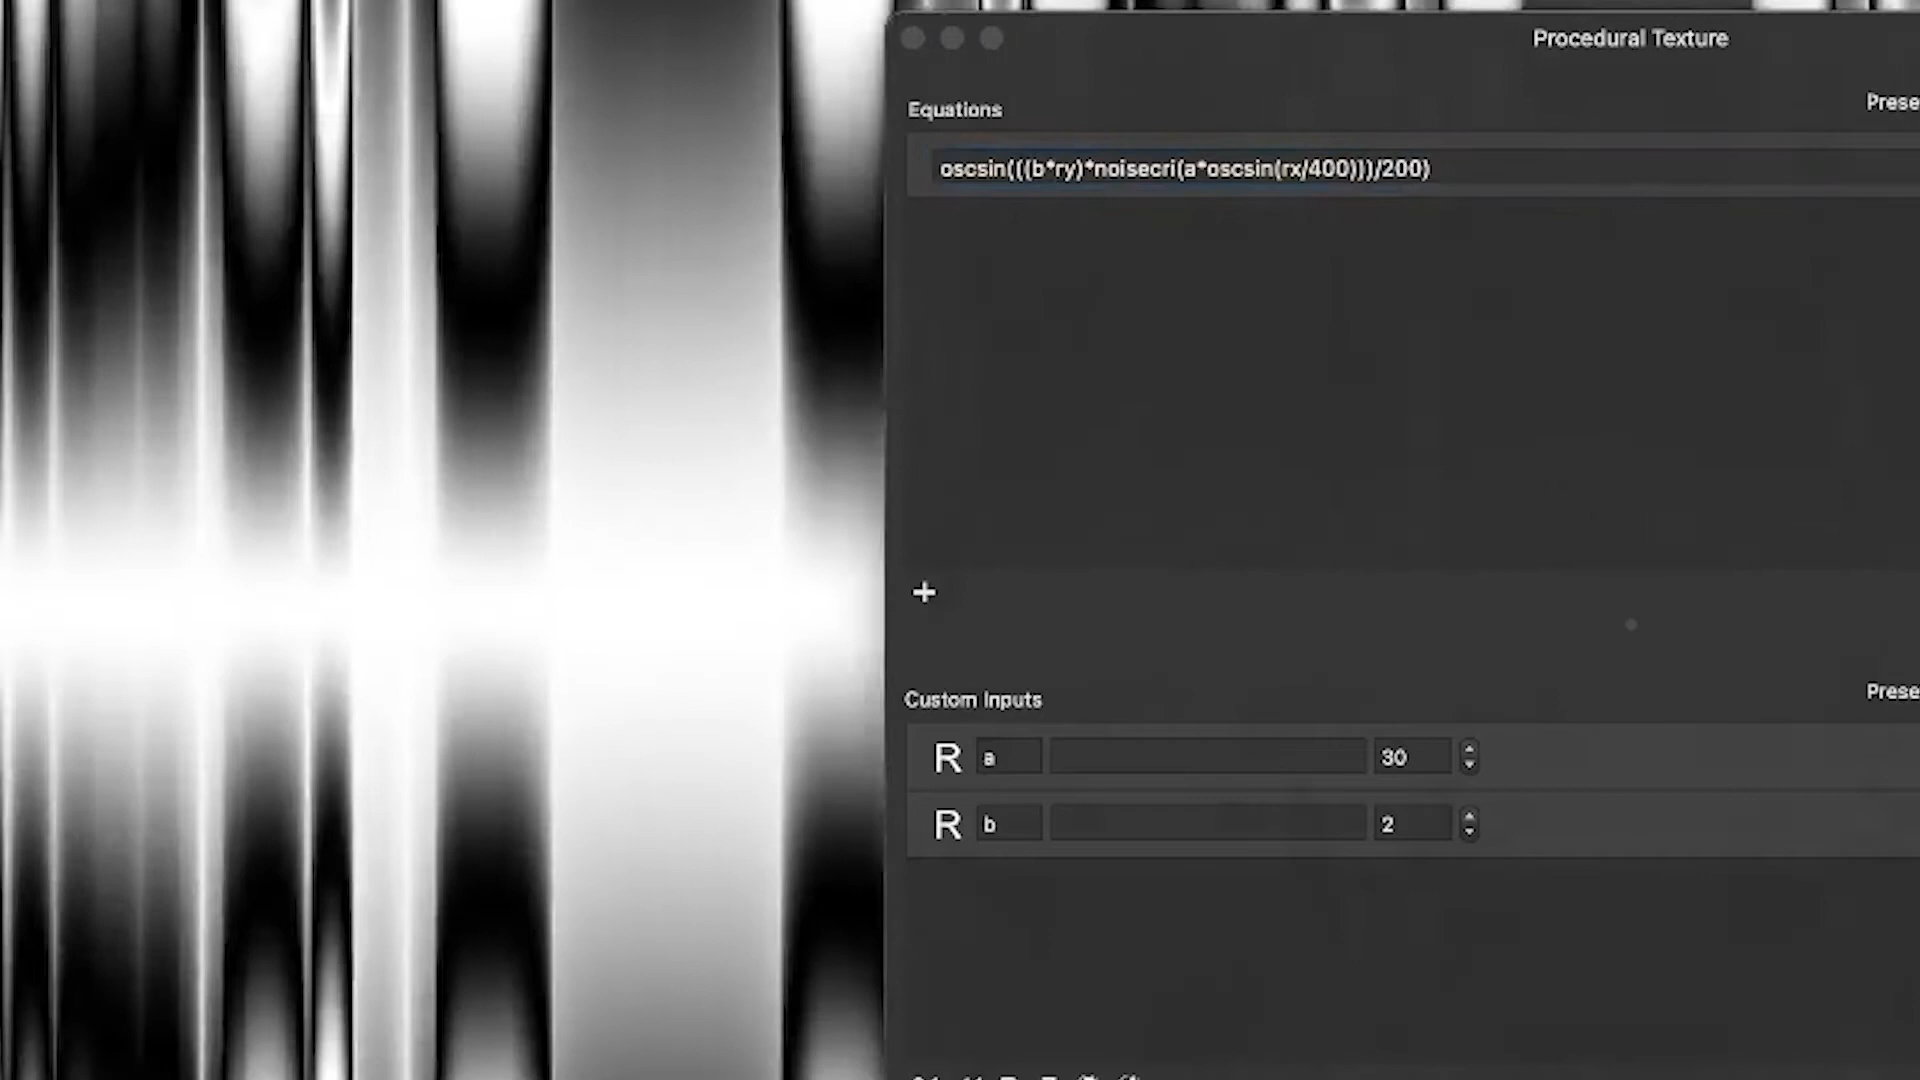 Procedural Texture
Equations
Prese
oscsin(((b*ry)*noisecri(a*oscsin(rx/400)))/200)
+
Custom Inputs
Prese
R a 30
R b 2